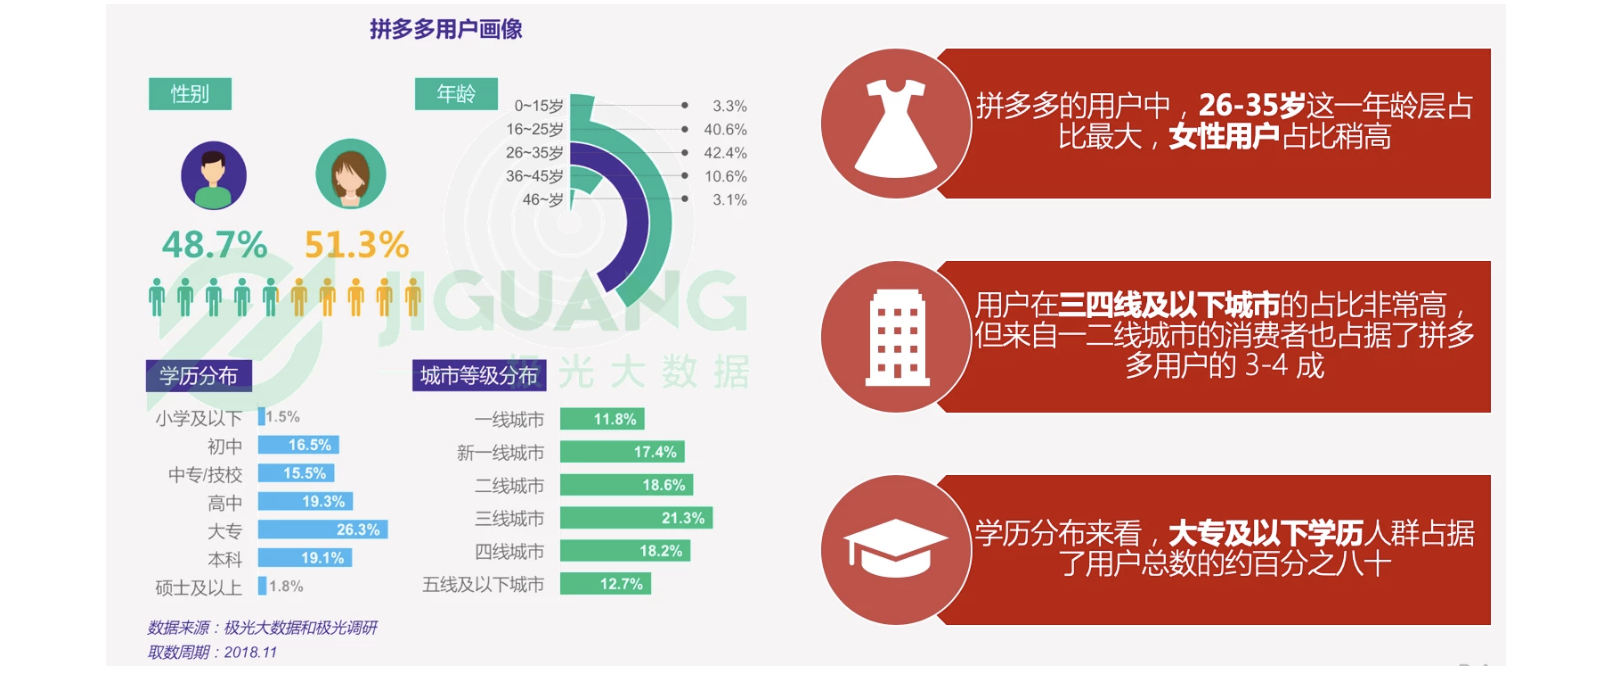 拼多多用户画像
性别
48.7%
51.3%
年龄
0~15岁 3.3%
16~25岁 40.6%
26~35岁 42.4%
36~45岁 10.6%
46~岁 3.1%
JIGUANG
极光大数据
学历分布
小学及以下 1.5%
初中 16.5%
中专/技校 15.5%
高中 19.3%
大专 26.3%
本科 19.1%
硕士及以上 1.8%
城市等级分布
一线城市 11.8%
新一线城市 17.4%
二线城市 18.6%
三线城市 21.3%
四线城市 18.2%
五线及以下城市 12.7%
数据来源：极光大数据和极光调研
取数周期：2018.11
拼多多的用户中，26-35岁这一年龄层占
比最大，女性用户占比稍高
用户在三四线及以下城市的占比非常高，
但来自一二线城市的消费者也占据了拼多
多用户的 3-4 成
学历分布来看，大专及以下学历人群占据
了用户总数的约百分之八十